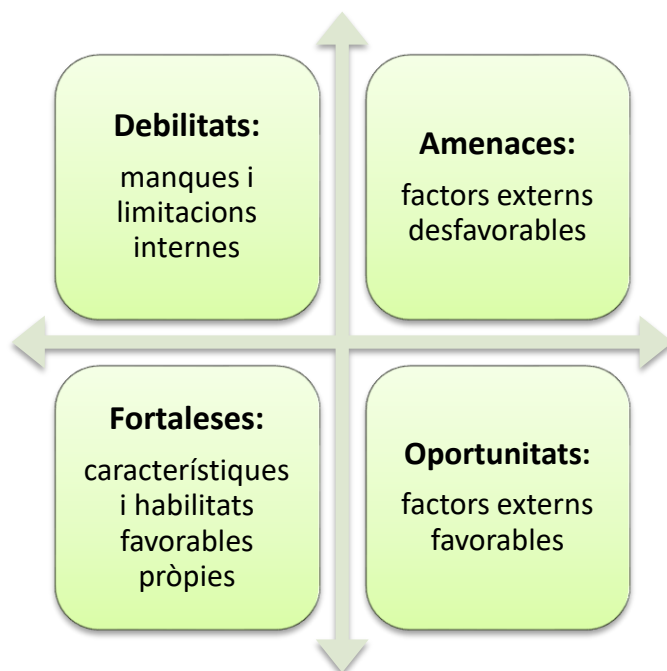 Debilitats:
manques i
limitacions
internes
Amenaces:
factors externs
desfavorables
Fortaleses:
característiques
i habilitats
favorables
pròpies
Oportunitats:
factors externs
favorables